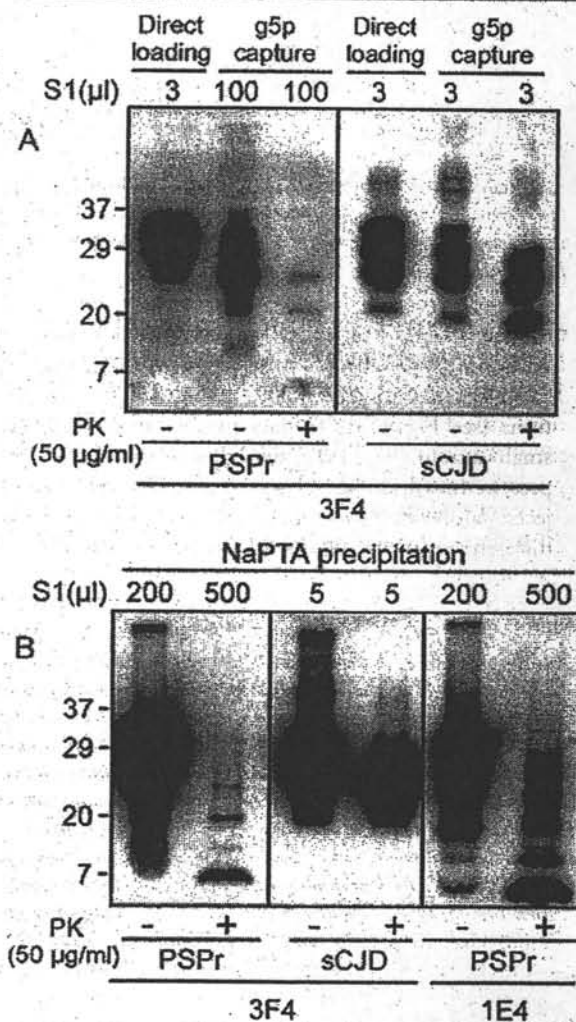 Direct loading g5p capture Direct loading g5p capture
S1(µl) 3 100 100 3 3 3
A
37
29
20
7
PK - - + - - +
(50 µg/ml) PSPr sCJD
3F4
NaPTA precipitation
S1(µl) 200 500 5 5 200 500
B
37
29
20
7
PK - + - + - +
(50 µg/ml) PSPr sCJD PSPr
3F4 1E4